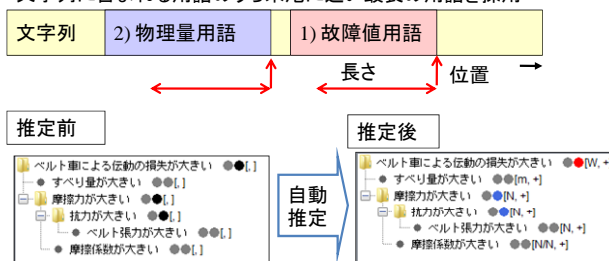 文字列に含まれる用語のうち末尾に近い最長の用語を採用
文字列 2) 物理量用語 1) 故障値用語
長さ 位置
推定前 推定後
ベルト車による伝動の損失が大きい [, ]
すべり量が大きい [, ]
摩擦力が大きい [, ]
抗力が大きい [, ]
ベルト張力が大きい [, ]
摩擦係数が大きい [, ]
自動
推定
ベルト車による伝動の損失が大きい [W, +
すべり量が大きい [m, +]
摩擦力が大きい [N, +]
抗力が大きい [N, +]
ベルト張力が大きい [N, +]
摩擦係数が大きい [N/N, +]